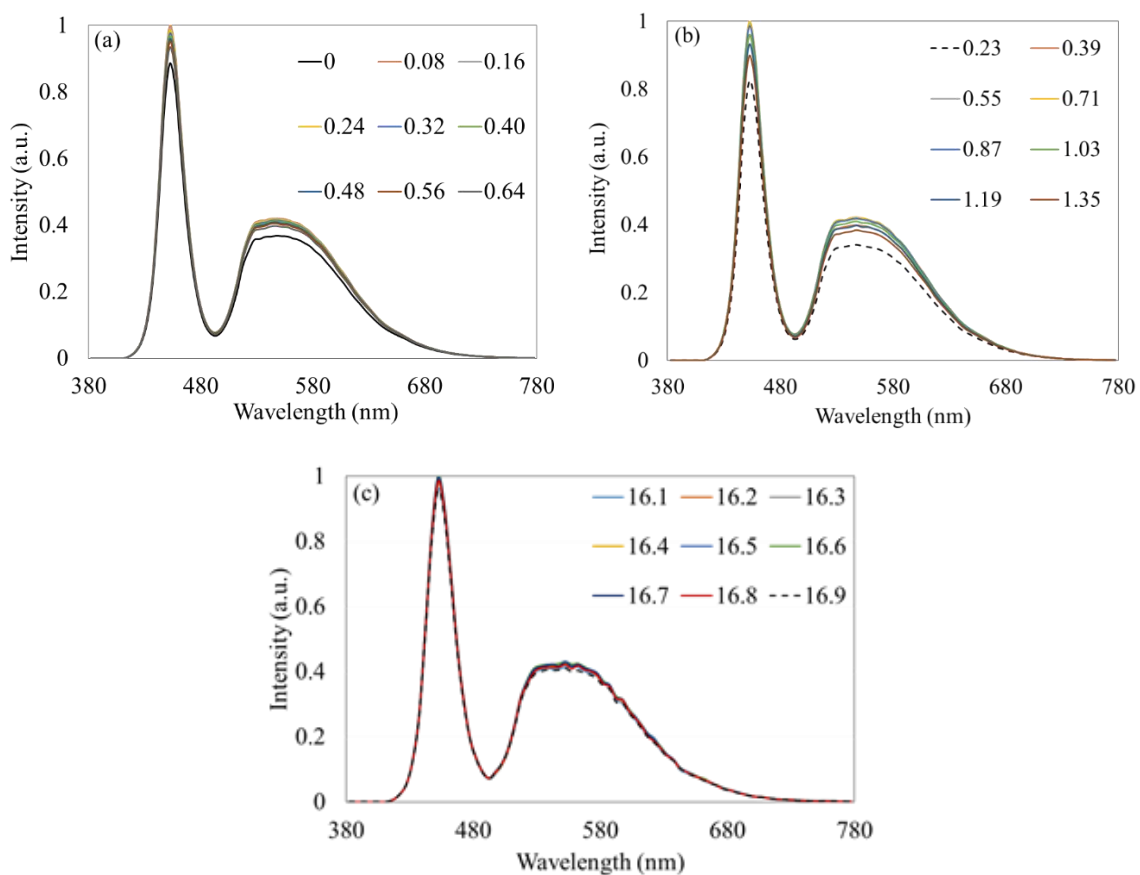 (a)
1
0.8
0.6
0.4
0.2
0
Intensity (a.u.)
0 0.08 0.16
0.24 0.32 0.40
0.48 0.56 0.64
380 480 580 680 780
Wavelength (nm)
(b)
1
0.8
0.6
0.4
0.2
0
Intensity (a.u.)
0.23 0.39
0.55 0.71
0.87 1.03
1.19 1.35
380 480 580 680 780
Wavelength (nm)
(c)
1
0.8
0.6
0.4
0.2
0
Intensity (a.u.)
16.1 16.2 16.3
16.4 16.5 16.6
16.7 16.8 16.9
380 480 580 680 780
Wavelength (nm)